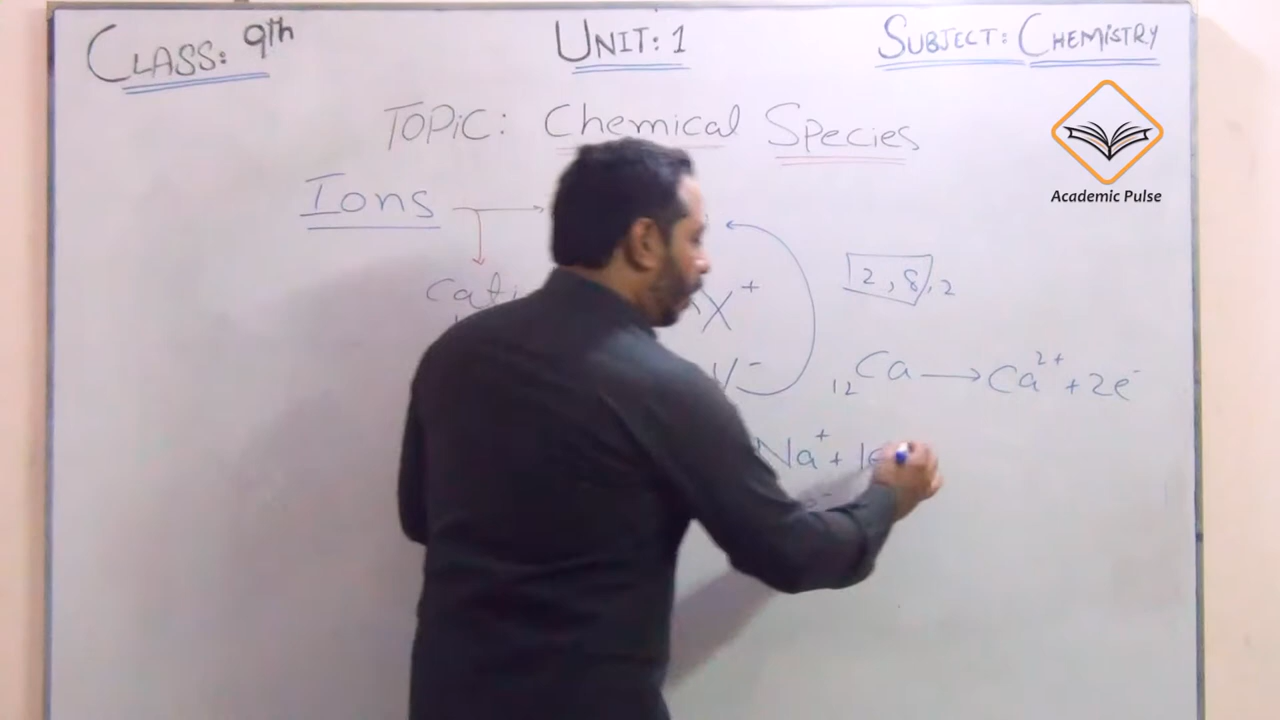 CLASS: 9th
UNIT: 1
SUBJECT: CHEMISTRY
TOPIC: Chemical Species
Academic Pulse
Ions
2, 8, 2
X+
12Ca → Ca2+ + 2e-
Na+ + 1e